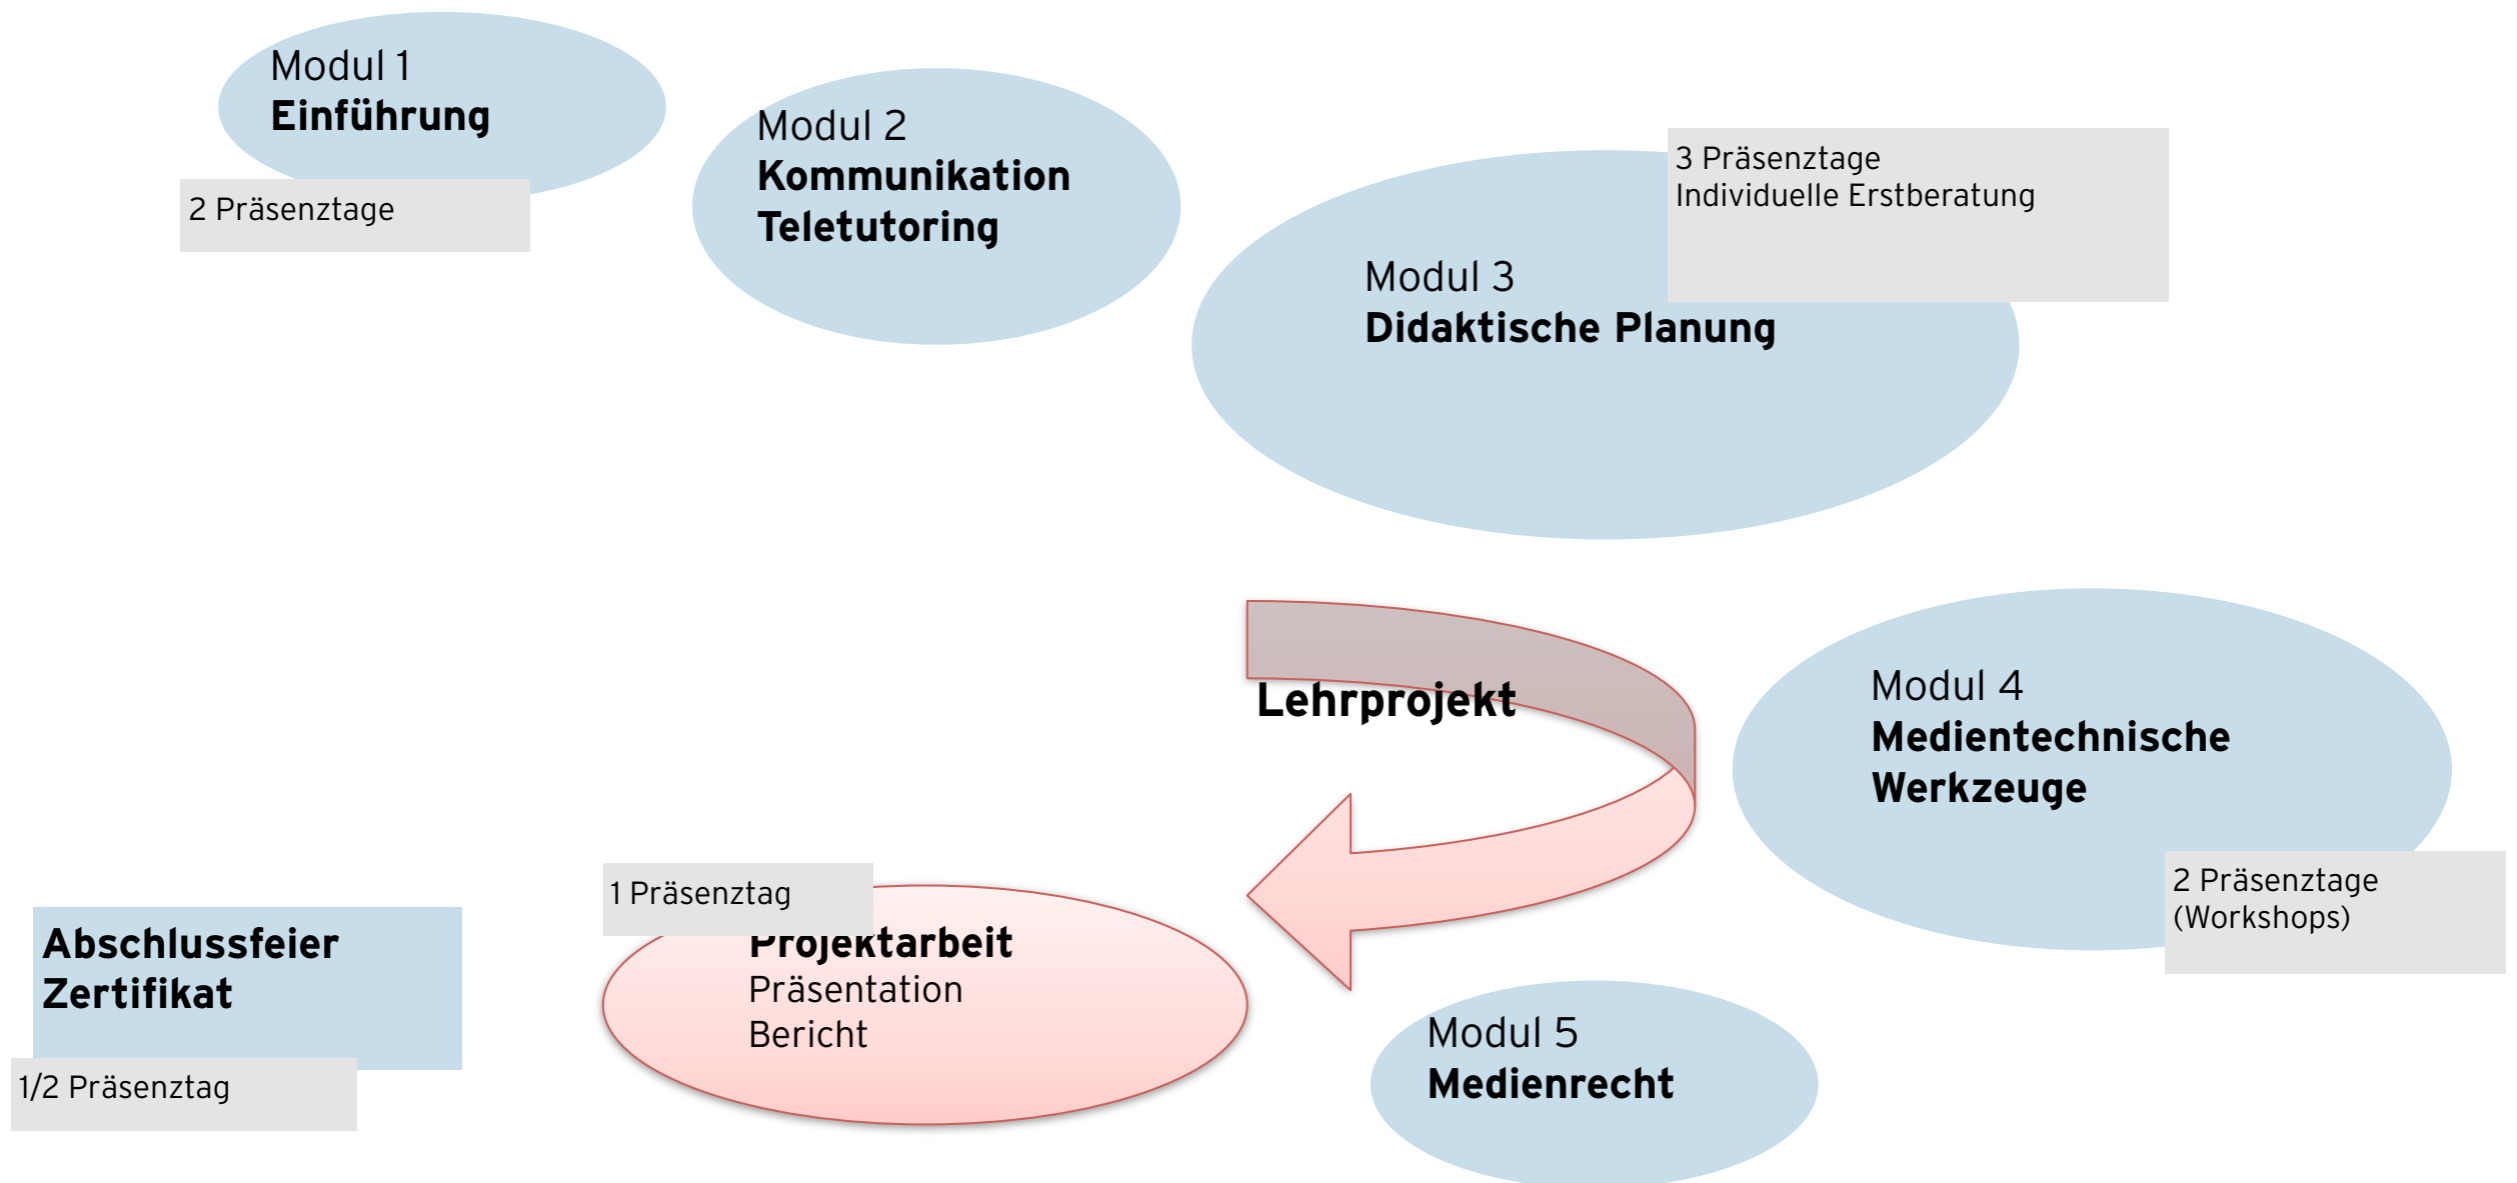 Modul 1
Einführung
2 Präsenztage
Modul 2
Kommunikation
Teletutoring
3 Präsenztage
Individuelle Erstberatung
Modul 3
Didaktische Planung
Lehrprojekt
Modul 4
Medientechnische
Werkzeuge
2 Präsenztage
(Workshops)
Modul 5
Medienrecht
1 Präsenztag
Projektarbeit
Präsentation
Bericht
Abschlussfeier
Zertifikat
1/2 Präsenztag